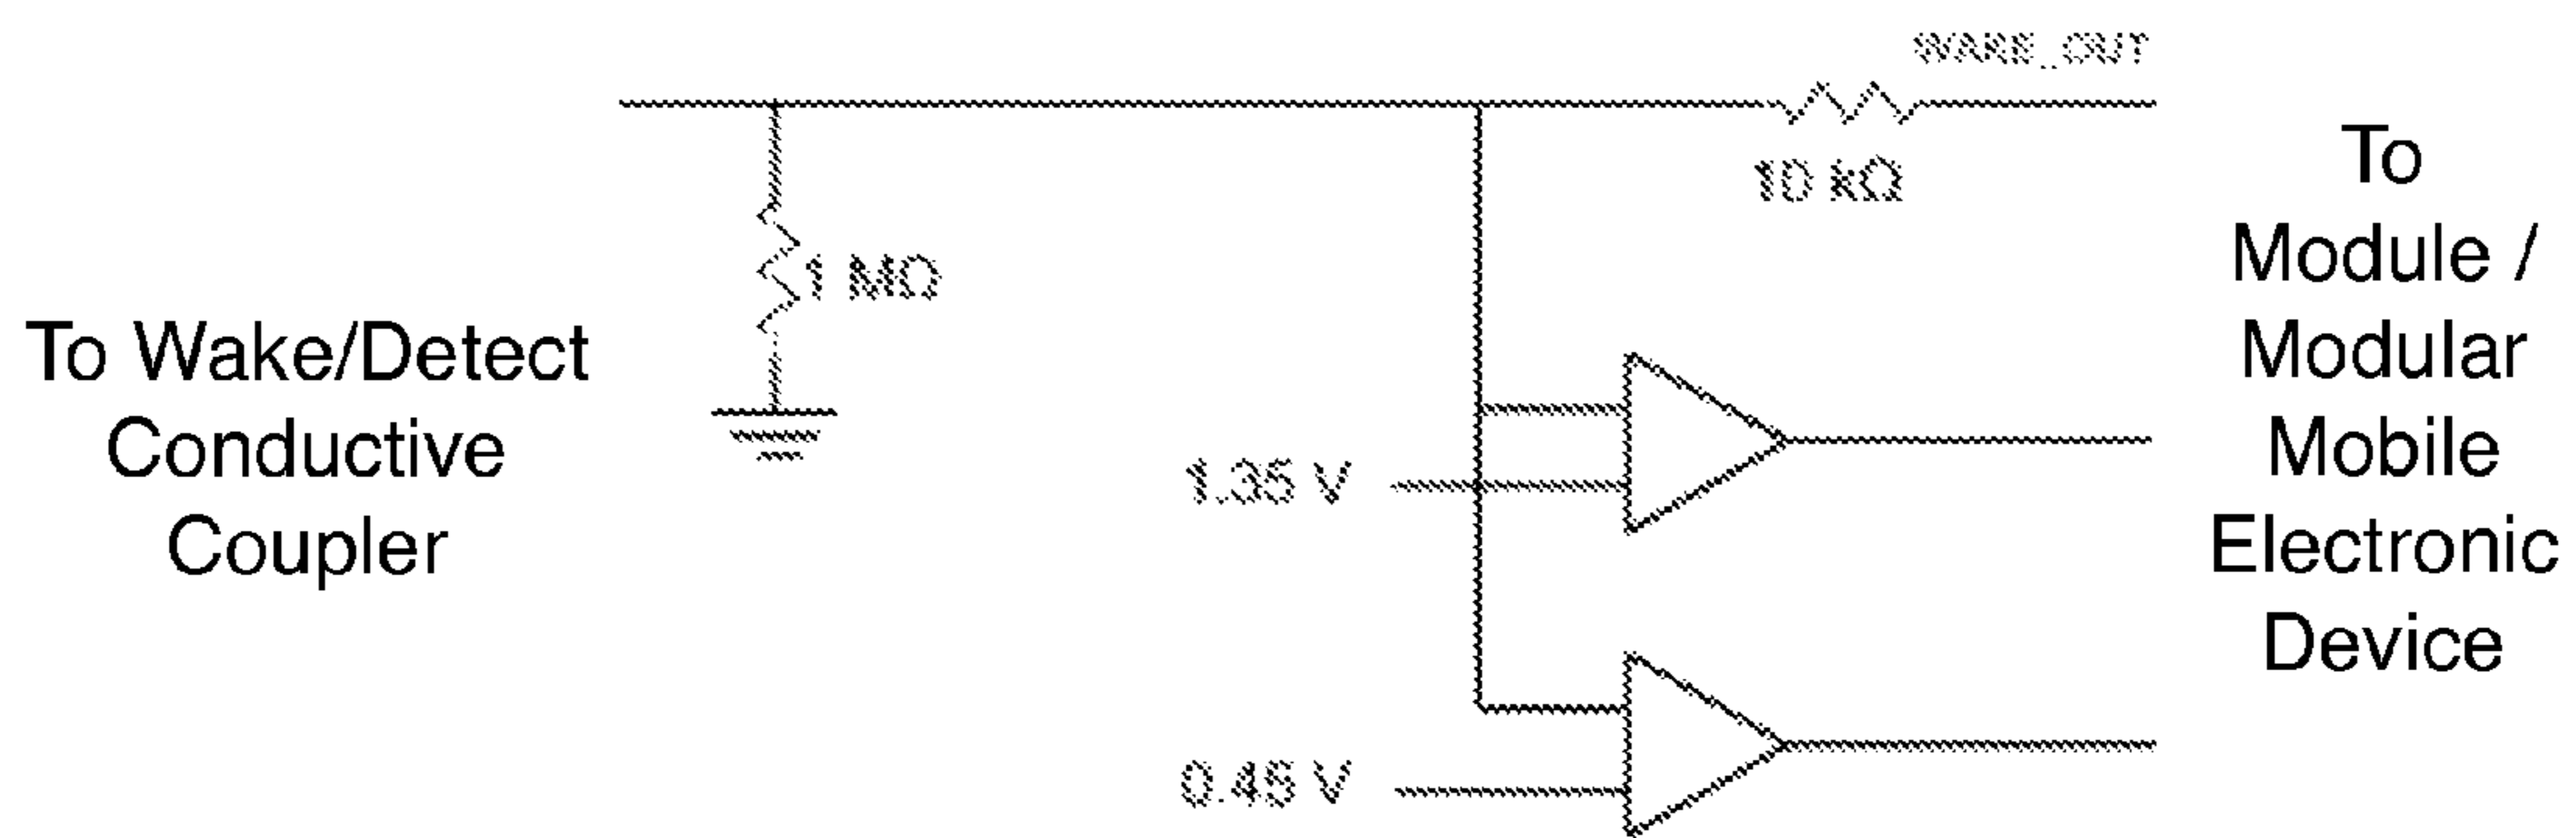 WAKE_OUT
10 kΩ
1 MΩ
To Wake/Detect
Conductive
Coupler
1.35 V
0.45 V
To
Module /
Modular
Mobile
Electronic
Device